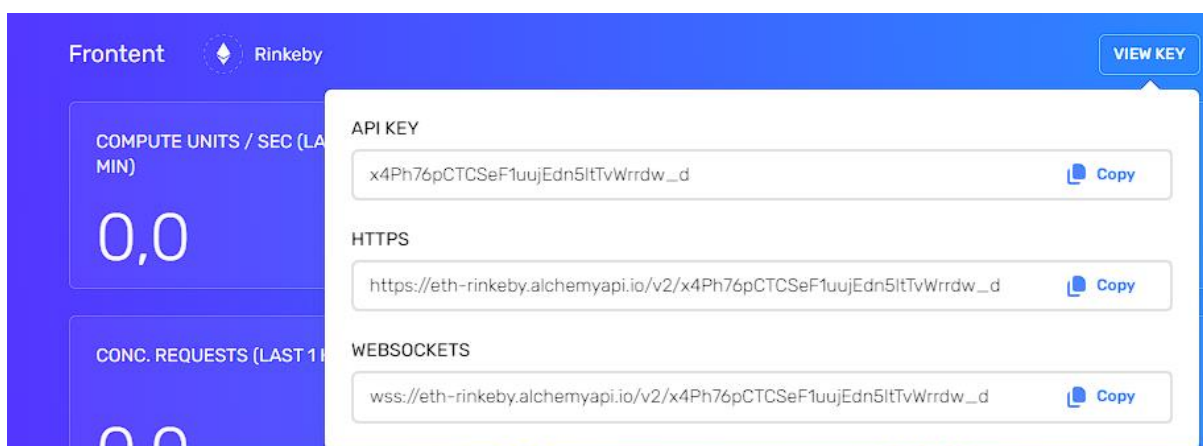 Frontent
Rinkeby
VIEW KEY
COMPUTE UNITS / SEC (LA
MIN)
0,0
CONC. REQUESTS (LAST 1 H
API KEY
x4Ph76pCTCSeF1uujEdn5ltTvWrrdw_d
Copy
HTTPS
https://eth-rinkeby.alchemyapi.io/v2/x4Ph76pCTCSeF1uujEdn5ltTvWrrdw_d
Copy
WEBSOCKETS
wss://eth-rinkeby.alchemyapi.io/v2/x4Ph76pCTCSeF1uujEdn5ltTvWrrdw_d
Copy